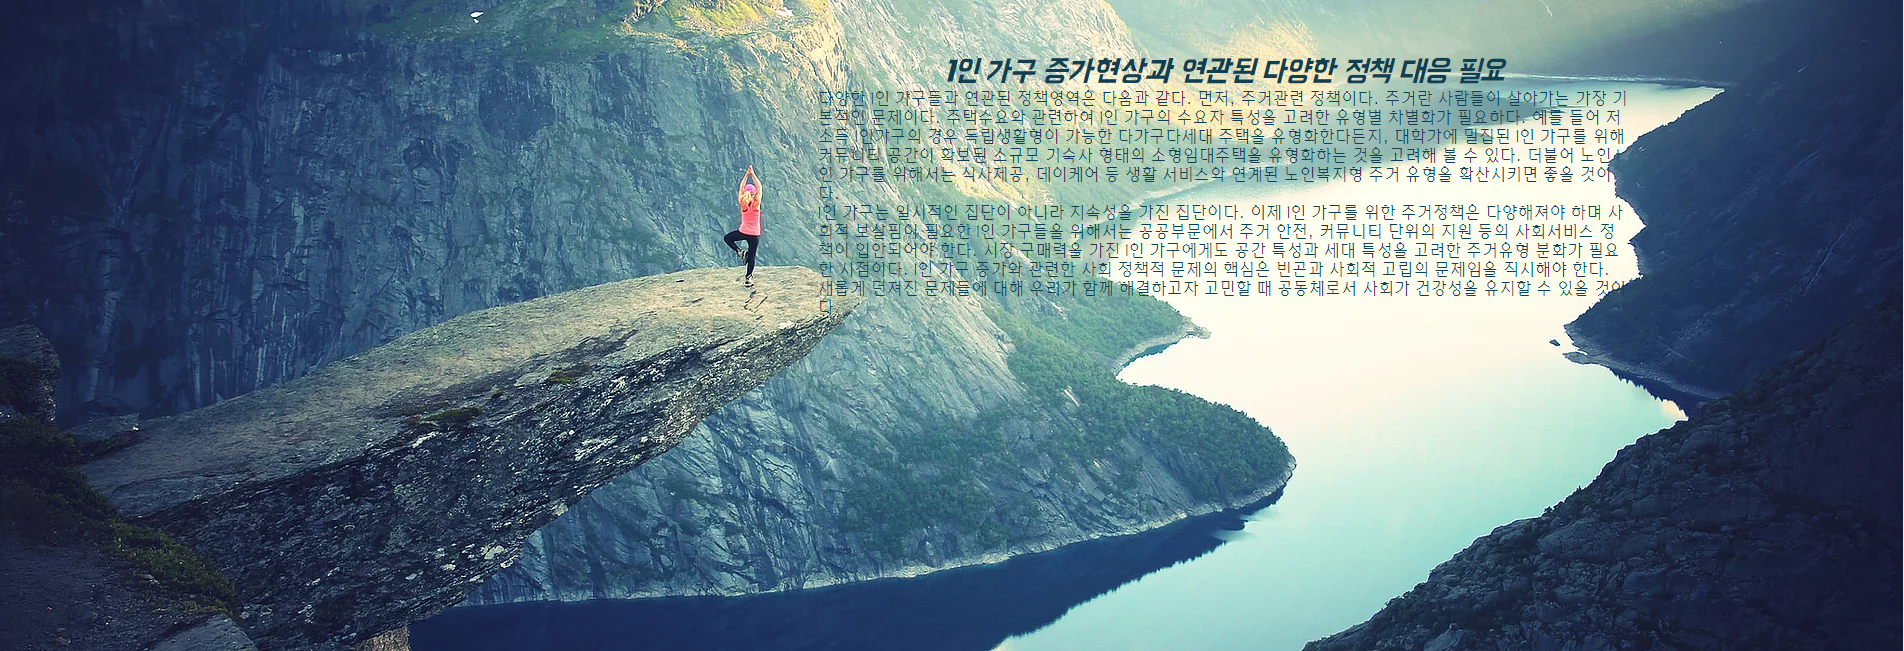 1인 가구 증가현상과 연관된 다양한 정책 대응 필요
다양한 1인 가구들과 연관된 정책영역은 다음과 같다. 먼저, 주거관련 정책이다. 주거란 사람들이 살아가는 가장 기
본적인 문제이다. 주택수요와 관련하여 1인 가구의 수요자 특성을 고려한 유형별 차별화가 필요하다. 예를 들어 저
소득 1인가구의 경우 독립생활형이 가능한 다가구다세대 주택을 유형화한다든지, 대학가에 밀집된 1인 가구를 위해
커뮤니티 공간이 확보된 소규모 기숙사 형태의 소형임대주택을 유형화하는 것을 고려해 볼 수 있다. 더불어 노인1
인 가구를 위해서는 식사제공, 데이케어 등 생활 서비스와 연계된 노인복지형 주거 유형을 확산시키면 좋을 것이
다.
1인 가구는 일시적인 집단이 아니라 지속성을 가진 집단이다. 이제 1인 가구를 위한 주거정책은 다양해져야 하며 사
회적 보살핌이 필요한 1인 가구들을 위해서는 공공부문에서 주거 안전, 커뮤니티 단위의 지원 등의 사회서비스 정
책이 입안되어야 한다. 시장 구매력을 가진 1인 가구에게도 공간 특성과 세대 특성을 고려한 주거유형 분화가 필요
한 시점이다. 1인 가구 증가와 관련한 사회 정책적 문제의 핵심은 빈곤과 사회적 고립의 문제임을 직시해야 한다.
새롭게 던져진 문제들에 대해 우리가 함께 해결하고자 고민할 때 공동체로서 사회가 건강성을 유지할 수 있을 것이
다.